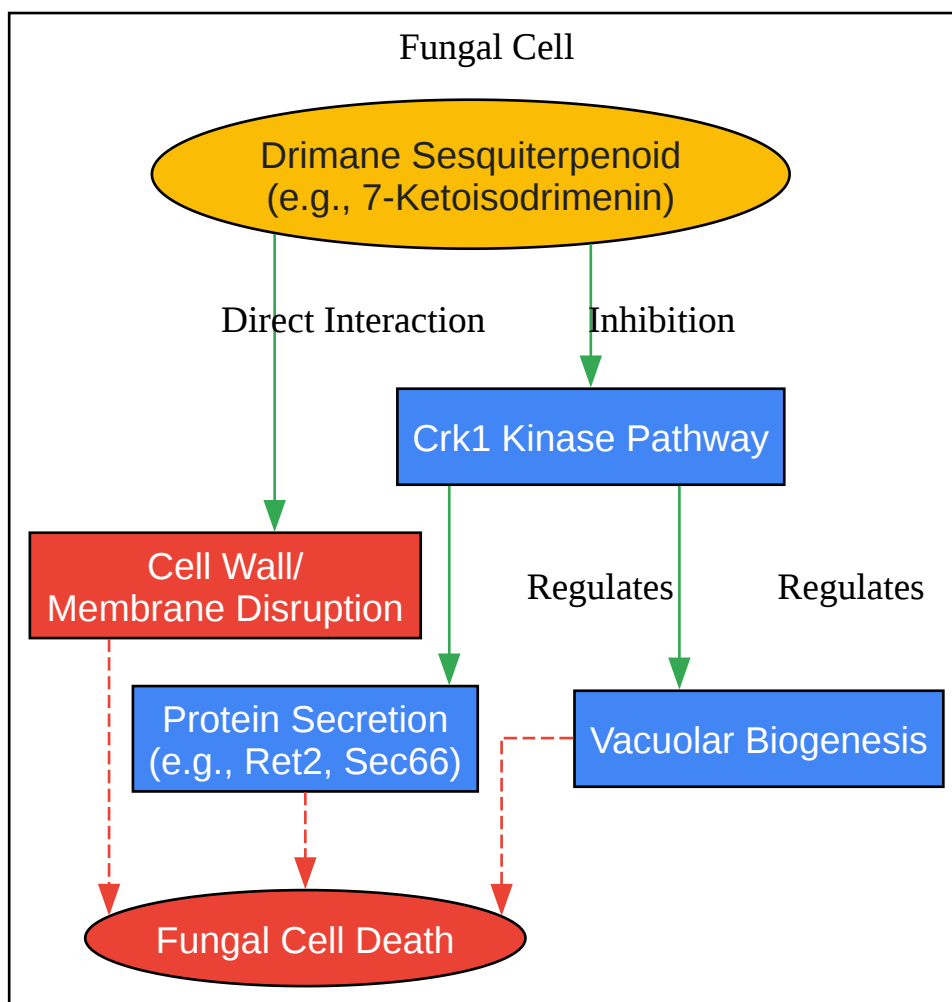 Fungal Cell
Drimane Sesquiterpenoid
(e.g., 7-Ketoisodrimenin)
Direct Interaction
Inhibition
Crk1 Kinase Pathway
Cell Wall/
Membrane Disruption
Regulates
Regulates
Protein Secretion
(e.g., Ret2, Sec66)
Vacuolar Biogenesis
Fungal Cell Death